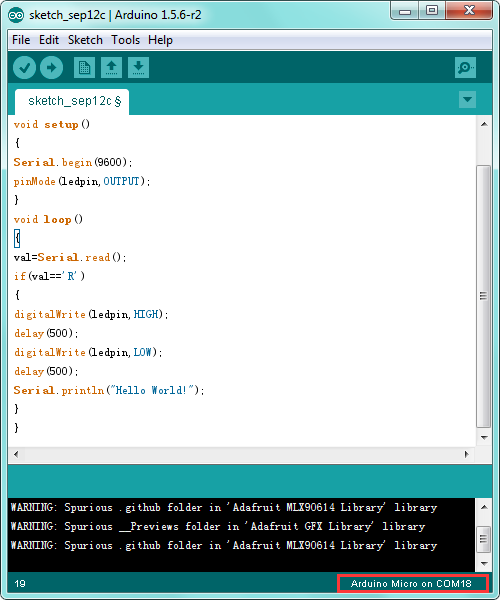 sketch_sep12c | Arduino 1.5.6-r2
File Edit Sketch Tools Help
sketch_sep12c §
void setup()
{
Serial.begin(9600);
pinMode(ledpin,OUTPUT);
}
void loop()
{
val=Serial.read();
if(val=='R')
{
digitalWrite(ledpin,HIGH);
delay(500);
digitalWrite(ledpin,LOW);
delay(500);
Serial.println("Hello World!");
}
}
WARNING: Spurious .github folder in 'Adafruit MLX90614 Library' library
WARNING: Spurious __Previews folder in 'Adafruit GFX Library' library
WARNING: Spurious .github folder in 'Adafruit MLX90614 Library' library
19 Arduino Micro on COM18